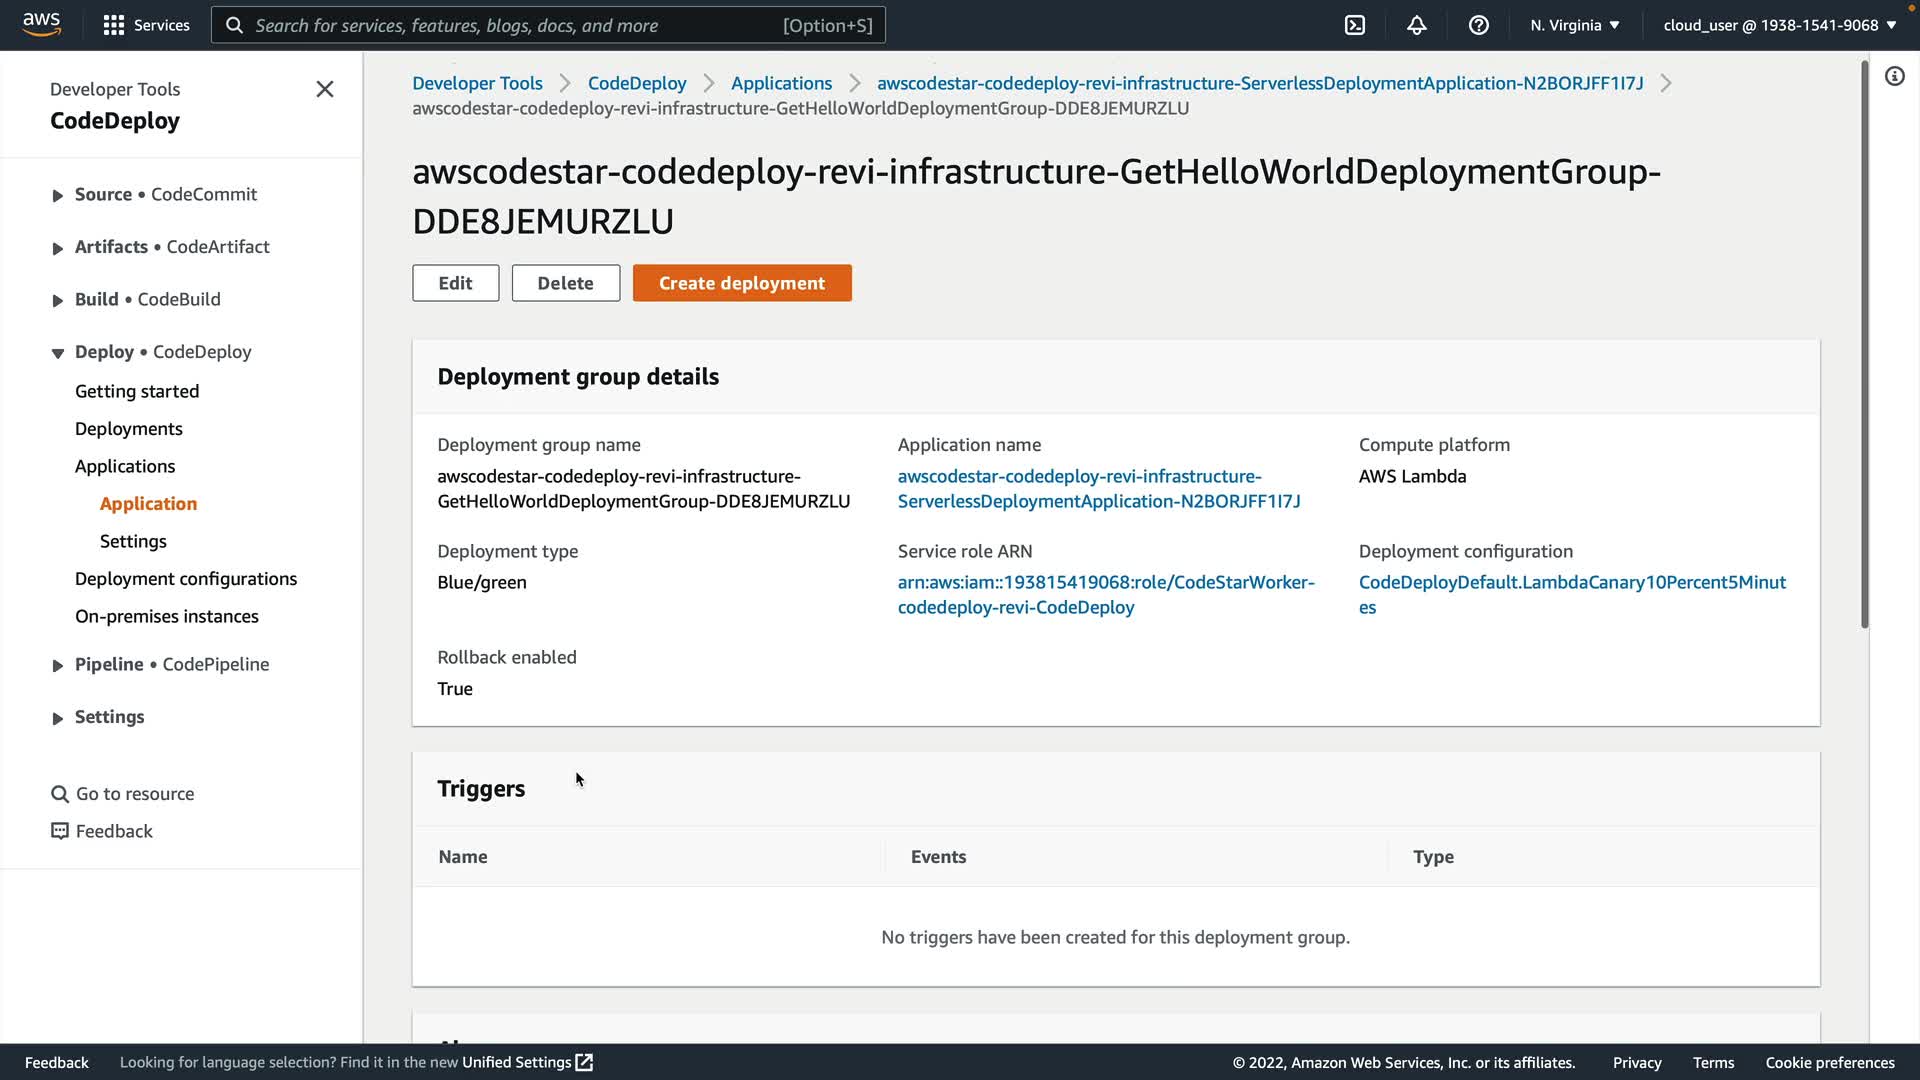 aws
Services
Search for services, features, blogs, docs, and more [Option+S]
N. Virginia
cloud_user @ 1938-1541-9068
Developer Tools
CodeDeploy
Source • CodeCommit
Artifacts • CodeArtifact
Build • CodeBuild
Deploy • CodeDeploy
Getting started
Deployments
Applications
Application
Settings
Deployment configurations
On-premises instances
Pipeline • CodePipeline
Settings
Go to resource
Feedback
Developer Tools
CodeDeploy
Applications
awscodestar-codedeploy-revi-infrastructure-ServerlessDeploymentApplication-N2BORJFF1I7J
awscodestar-codedeploy-revi-infrastructure-GetHelloWorldDeploymentGroup-DDE8JEMURZLU
awscodestar-codedeploy-revi-infrastructure-GetHelloWorldDeploymentGroup-
DDE8JEMURZLU
Edit
Delete
Create deployment
Deployment group details
Deployment group name
awscodestar-codedeploy-revi-infrastructure-
GetHelloWorldDeploymentGroup-DDE8JEMURZLU
Application name
awscodestar-codedeploy-revi-infrastructure-
ServerlessDeploymentApplication-N2BORJFF1I7J
Compute platform
AWS Lambda
Deployment type
Blue/green
Service role ARN
arn:aws:iam::193815419068:role/CodeStarWorker-
codedeploy-revi-CodeDeploy
Deployment configuration
CodeDeployDefault.LambdaCanary10Percent5Minut
es
Rollback enabled
True
Triggers
Name
Events
Type
No triggers have been created for this deployment group.
Feedback
Looking for language selection? Find it in the new Unified Settings
© 2022, Amazon Web Services, Inc. or its affiliates.
Privacy
Terms
Cookie preferences